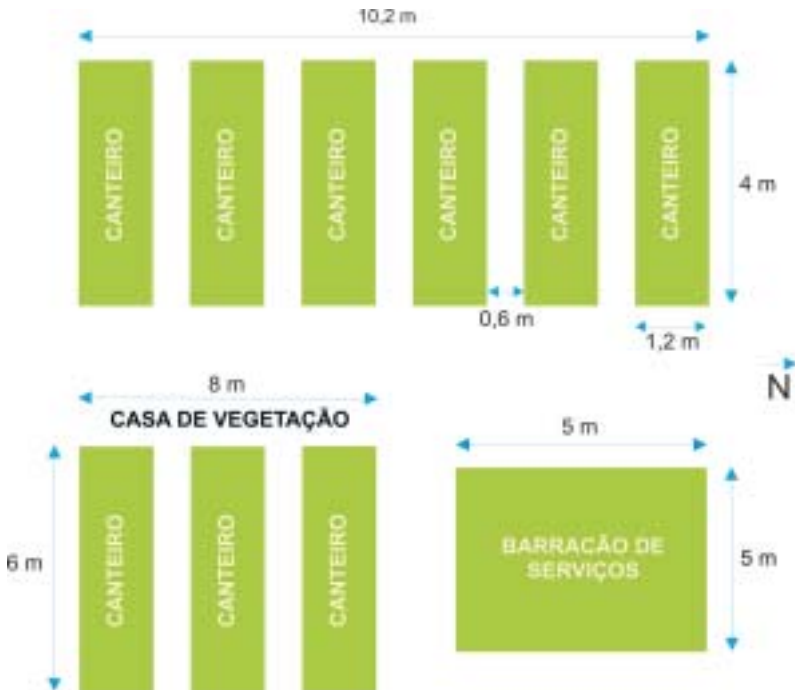 10,2 m
CANTEIRO
CANTEIRO
CANTEIRO
CANTEIRO
CANTEIRO
CANTEIRO
4 m
0,6 m
1,2 m
N
8 m
CASA DE VEGETAÇÃO
5 m
6 m
CANTEIRO
CANTEIRO
CANTEIRO
BARRACÃO DE
SERVIÇOS
5 m